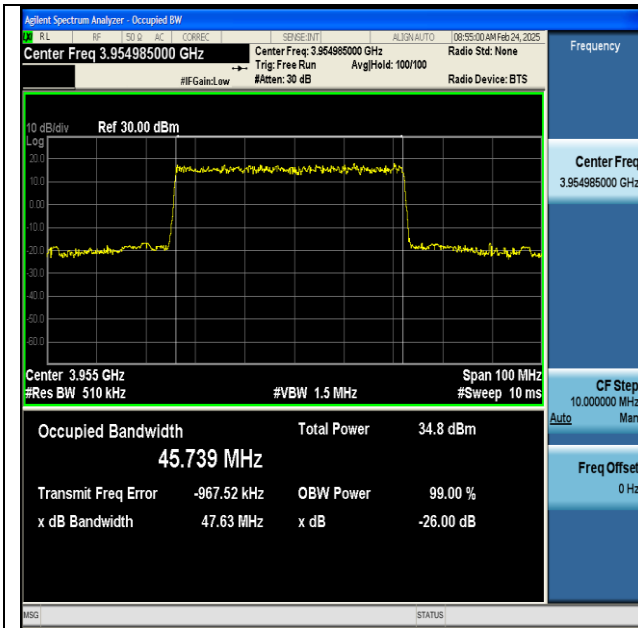 Agilent Spectrum Analyzer - Occupied BW
LXI RL RF 50 Ω AC CORREC SENSE:INT ALIGN AUTO 08:55:00 AM Feb 24, 2025
Center Freq 3.954985000 GHz
Center Freq: 3.954985000 GHz
Radio Std: None
Trig: Free Run Avg|Hold: 100/100
#IFGain:Low
#Atten: 30 dB
Radio Device: BTS
10 dB/div Ref 30.00 dBm
Log
20.0
10.0
0.00
-10.0
-20.0
-30.0
-40.0
-50.0
-60.0
Center 3.955 GHz
Span 100 MHz
#Res BW 510 kHz
#VBW 1.5 MHz
#Sweep 10 ms
Occupied Bandwidth
45.739 MHz
Total Power 34.8 dBm
Transmit Freq Error -967.52 kHz
OBW Power 99.00 %
x dB Bandwidth 47.63 MHz
x dB -26.00 dB
MSG
STATUS
Frequency
Center Freq
3.954985000 GHz
CF Step
10.000000 MHz
Auto Man
Freq Offset
0 Hz